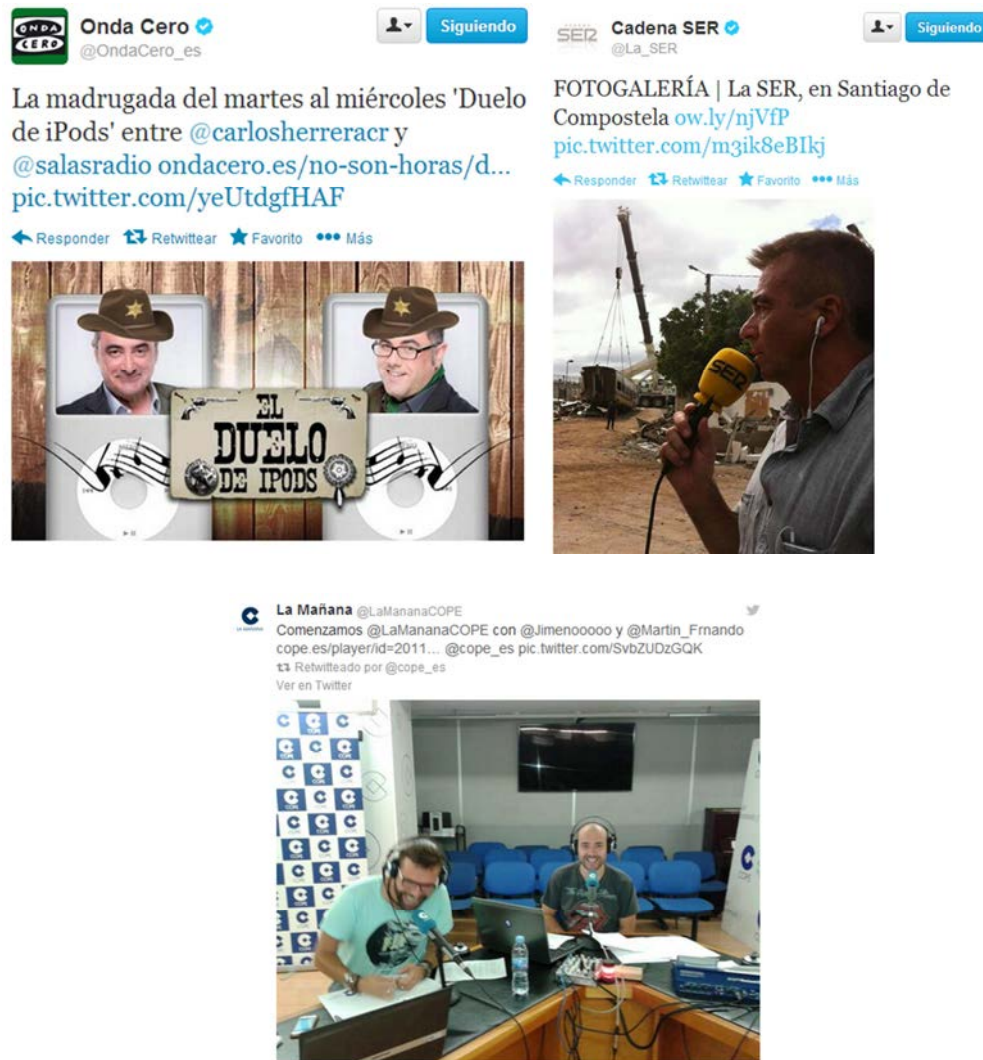 ONDA
CERO
Onda Cero
@OndaCero_es
Siguiendo
La madrugada del martes al miércoles 'Duelo
de iPods' entre @carlosherreracr y
@salasradio ondacero.es/no-son-horas/d...
pic.twitter.com/yeUtdgfHAF
Responder Retwittear Favorito Más
EL
DUELO
DE IPODS
SER
Cadena SER
@La_SER
Siguiendo
FOTOGALERÍA | La SER, en Santiago de
Compostela ow.ly/njVfP
pic.twitter.com/m3ik8eBIkj
Responder Retwittear Favorito Más
SER
La Mañana @LaMananaCOPE
Comenzamos @LaMananaCOPE con @Jimenooooo y @Martin_Frnando
cope.es/player/id=2011... @cope_es pic.twitter.com/SvbZUDzGQK
Retwitteado por @cope_es
Ver en Twitter
COPE